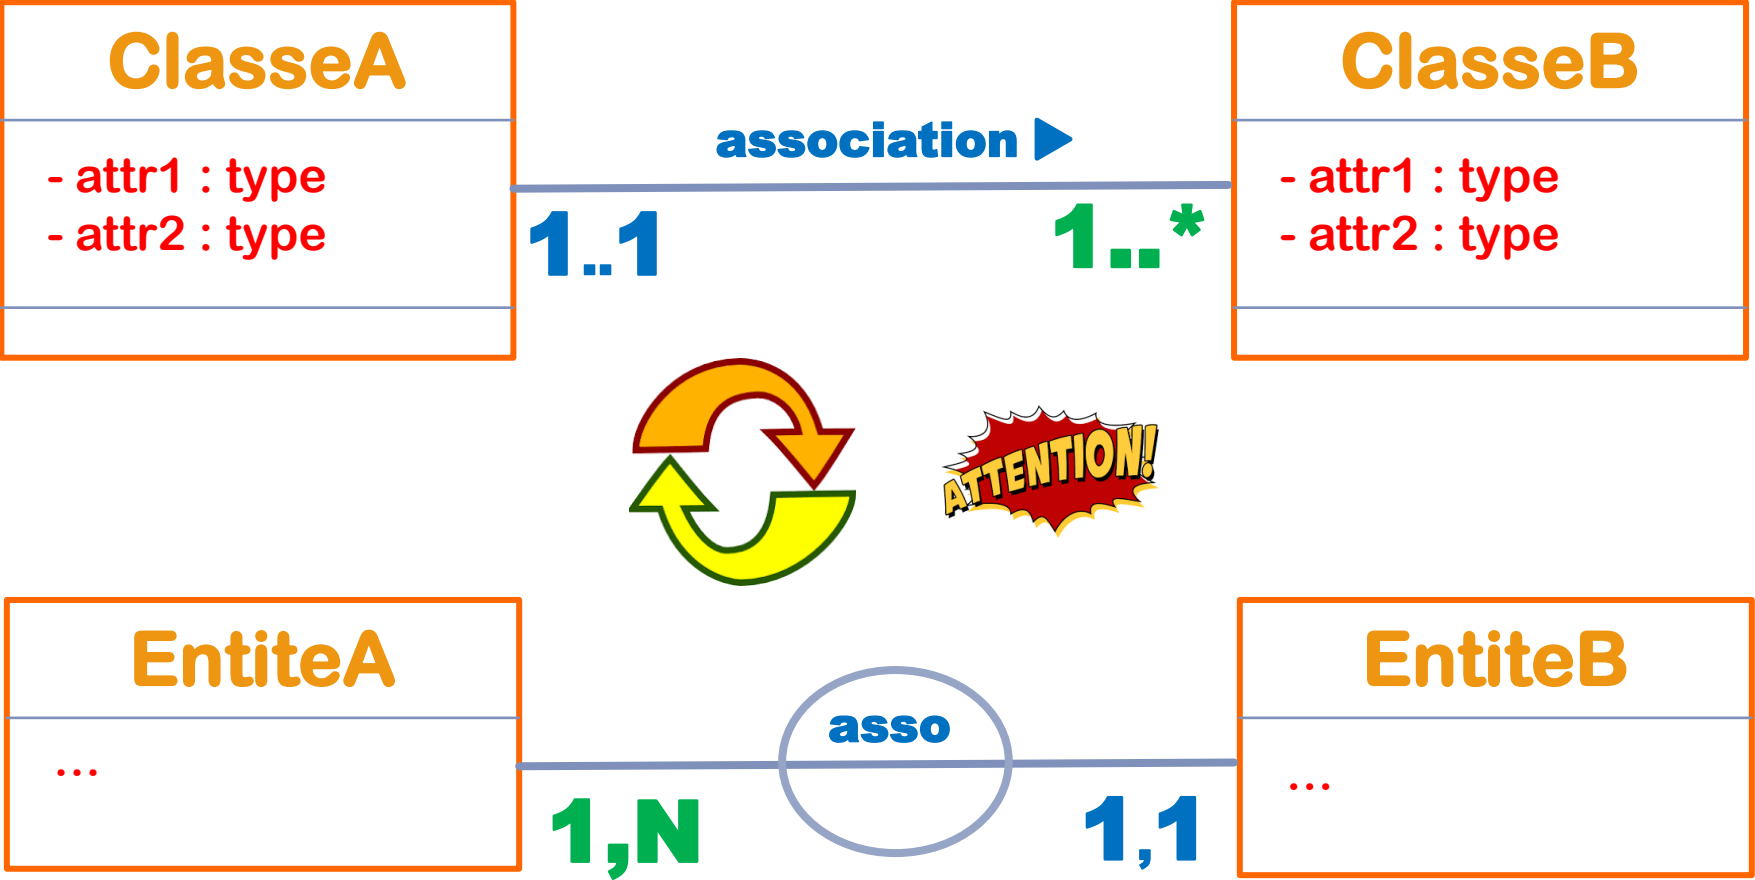 ClasseA
- attr1 : type
- attr2 : type
association
1..1
1..*
ClasseB
- attr1 : type
- attr2 : type
ATTENTION!
EntiteA
...
asso
1,N
1,1
EntiteB
...